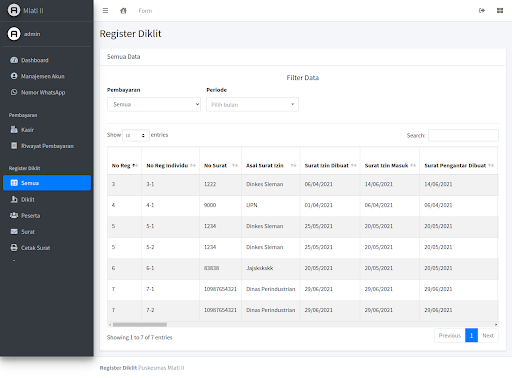 Mlati II
Form
admin
Dashboard
Manajemen Akun
Nomor WhatsApp
Pembayaran
Kasir
Riwayat Pembayaran
Register Diklit
Semua
Diklit
Peserta
Surat
Cetak Surat
Register Diklit
Semua Data
Filter Data
Pembayaran Periode
Semua Pilih bulan
Show 10 entries Search:
No Reg No Reg Individu No Surat Asal Surat Izin Surat Izin Dibuat Surat Izin Masuk Surat Pengantar Dibuat
3 3-1 1222 Dinkes Sleman 06/04/2021 14/06/2021 14/06/2021
4 4-1 9000 UPN 01/04/2021 06/04/2021 06/04/2021
5 5-1 1234 Dinkes Sleman 25/05/2021 20/05/2021 20/05/2021
5 5-2 1234 Dinkes Sleman 25/05/2021 20/05/2021 20/05/2021
6 6-1 83838 Jajskskskk 20/05/2021 20/05/2021 20/05/2021
7 7-1 10987654321 Dinas Perindustrian 29/06/2021 29/06/2021 29/06/2021
7 7-2 10987654321 Dinas Perindustrian 29/06/2021 29/06/2021 29/06/2021
Showing 1 to 7 of 7 entries
Previous 1 Next
Register Diklit Puskesmas Mlati II